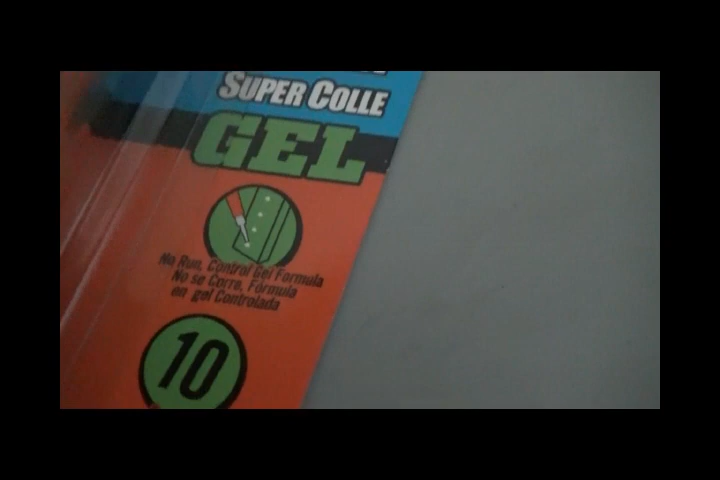 SUPER COLLE
GEL
No Run, Control Gel Formula
No se Corre, Fórmula
en gel Controlada
10